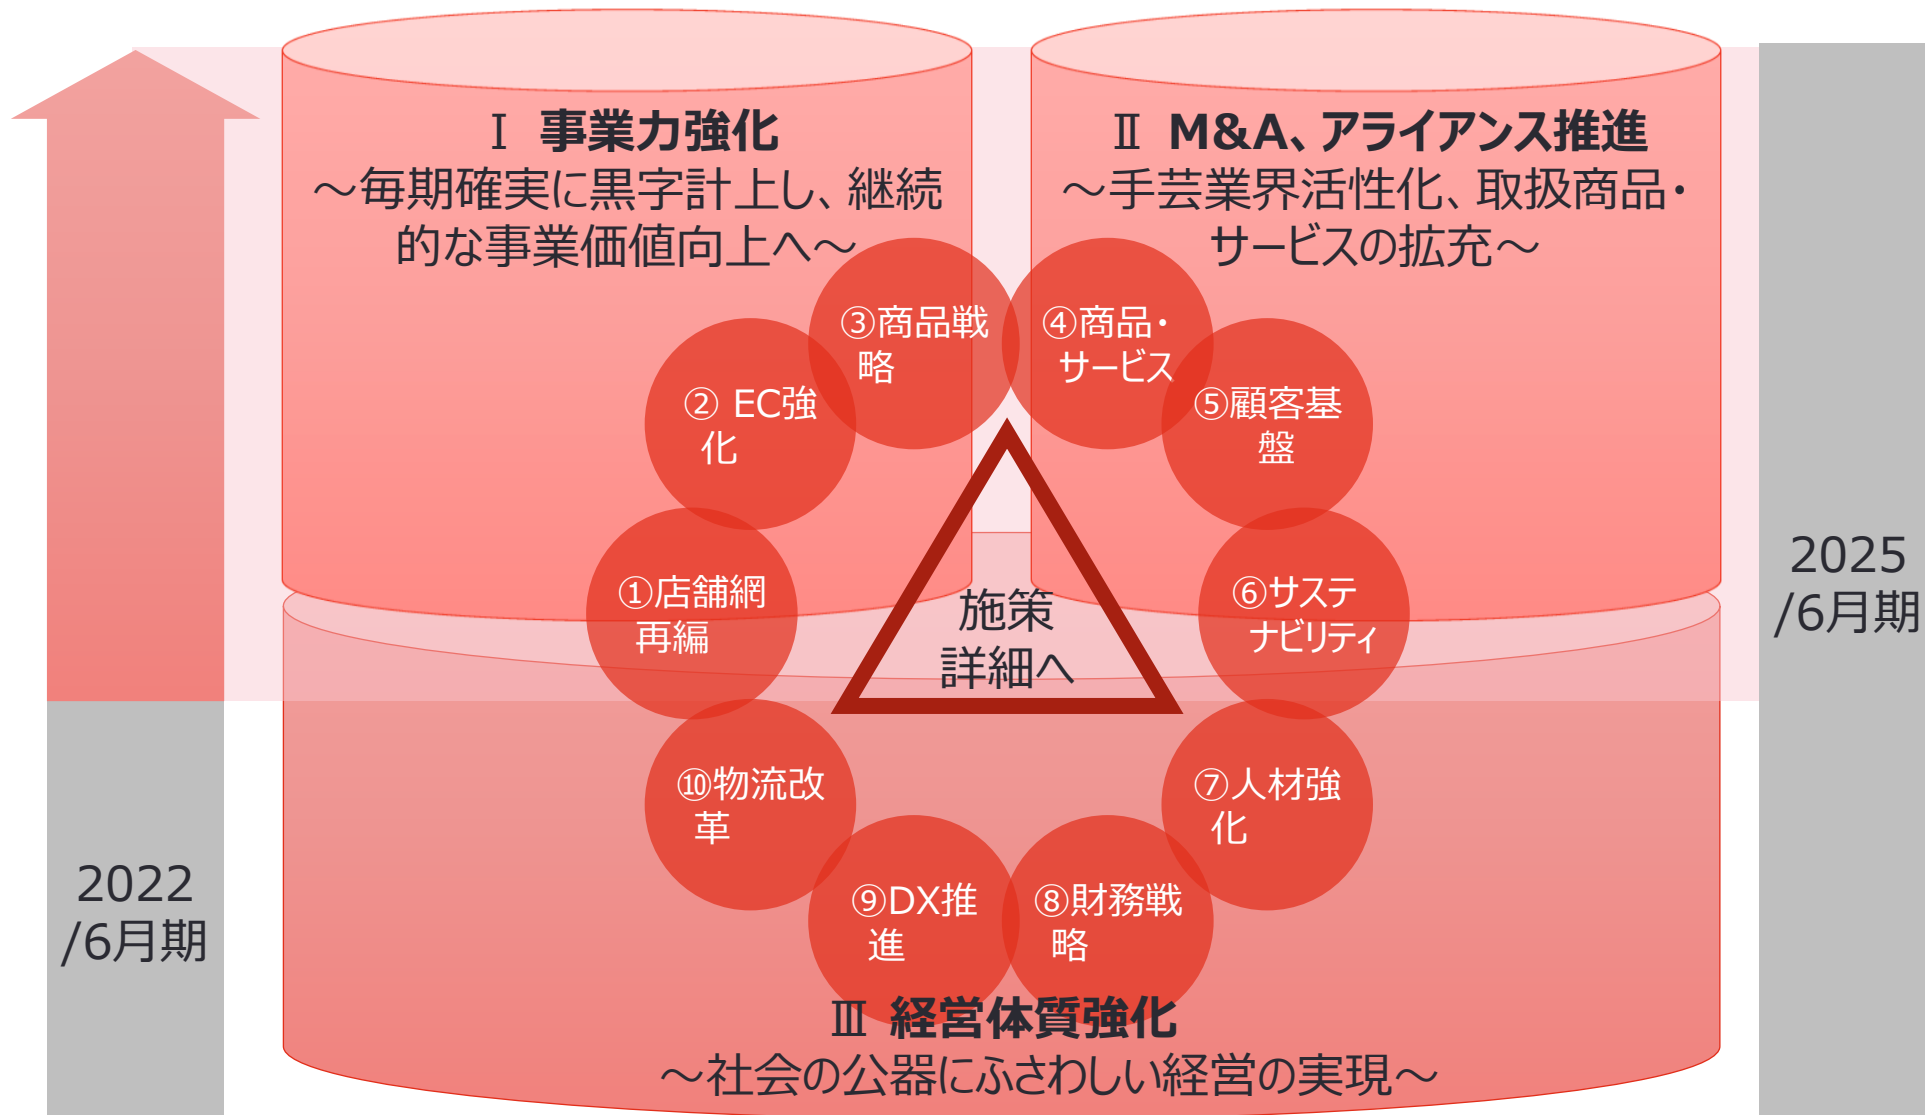 Ⅰ 事業力強化
～毎期確実に黒字計上し、継続
的な事業価値向上へ～
Ⅱ M&A、アライアンス推進
～手芸業界活性化、取扱商品・
サービスの拡充～
③商品戦
略
④商品・
サービス
② EC強
化
⑤顧客基
盤
①店舗網
再編
施策
詳細へ
⑥サステ
ナビリティ
2025
/6月期
⑩物流改
革
⑦人材強
化
2022
/6月期
⑨DX推
進
⑧財務戦
略
Ⅲ 経営体質強化
～社会の公器にふさわしい経営の実現～